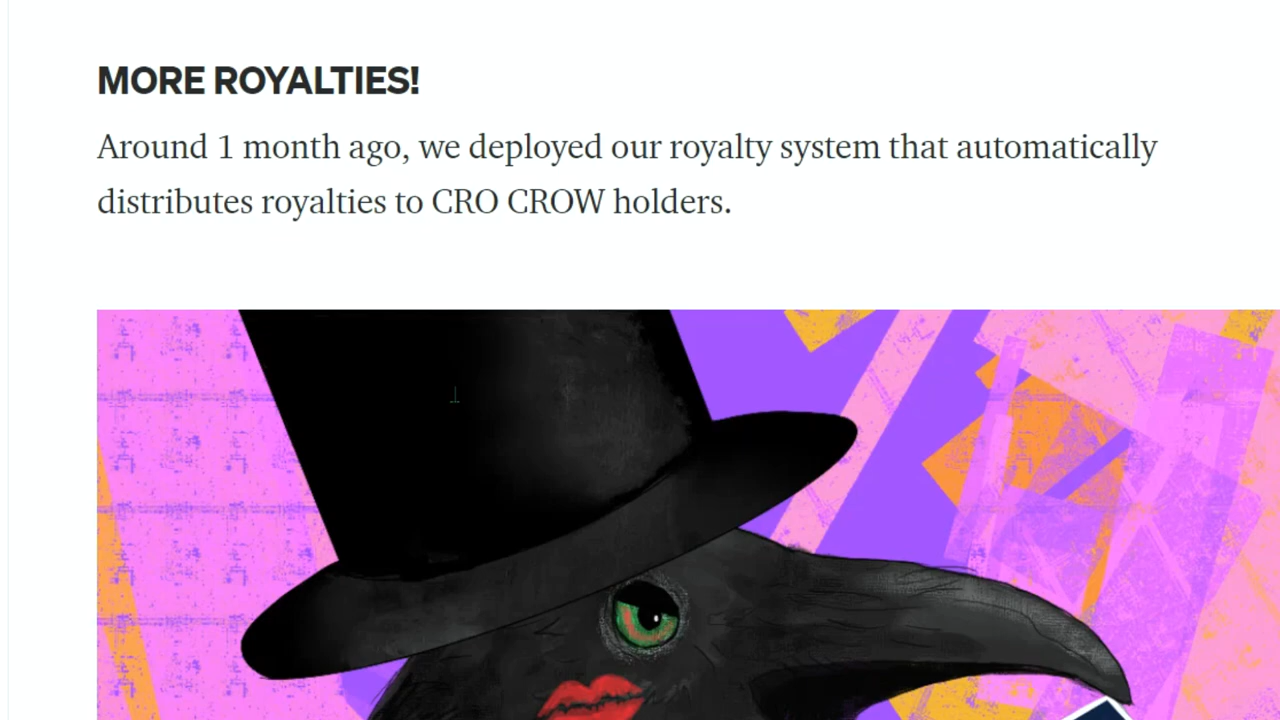 MORE ROYALTIES!
Around 1 month ago, we deployed our royalty system that automatically
distributes royalties to CRO CROW holders.